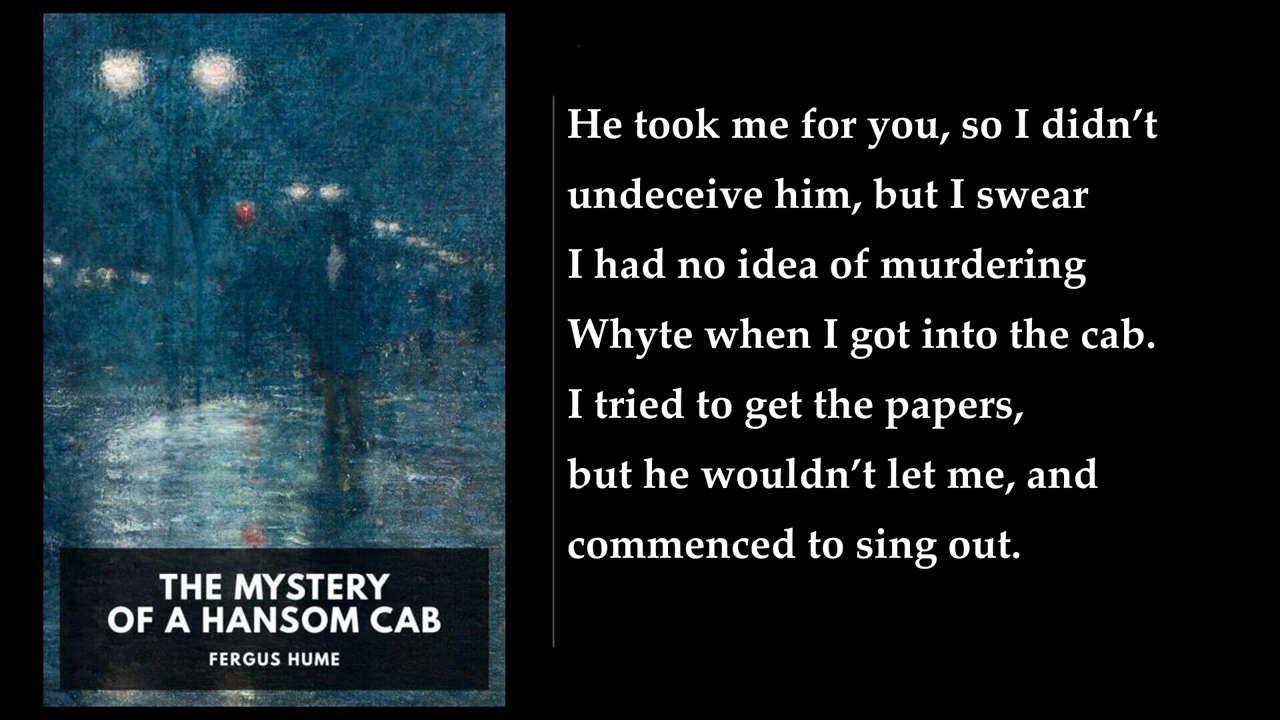 THE MYSTERY
OF A HANSOM CAB
FERGUS HUME
He took me for you, so I didn’t
undeceive him, but I swear
I had no idea of murdering
Whyte when I got into the cab.
I tried to get the papers,
but he wouldn’t let me, and
commenced to sing out.